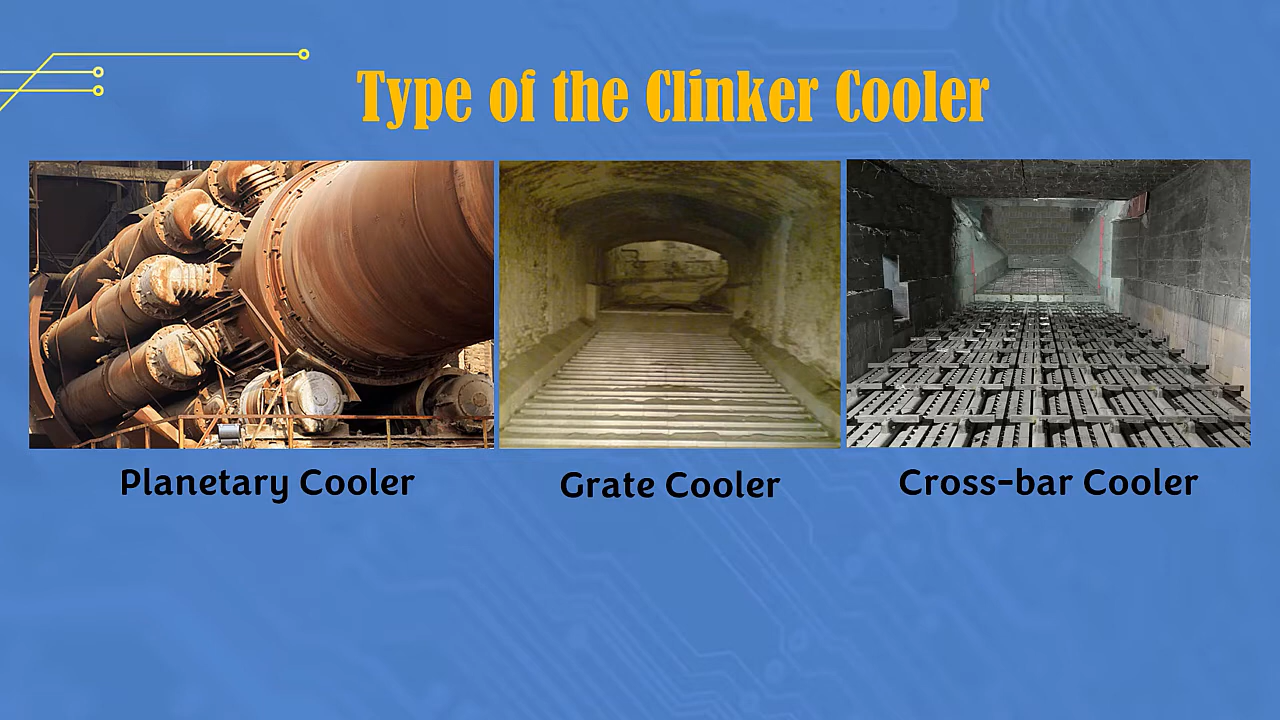 Type of the Clinker Cooler
Planetary Cooler
Grate Cooler
Cross-bar Cooler